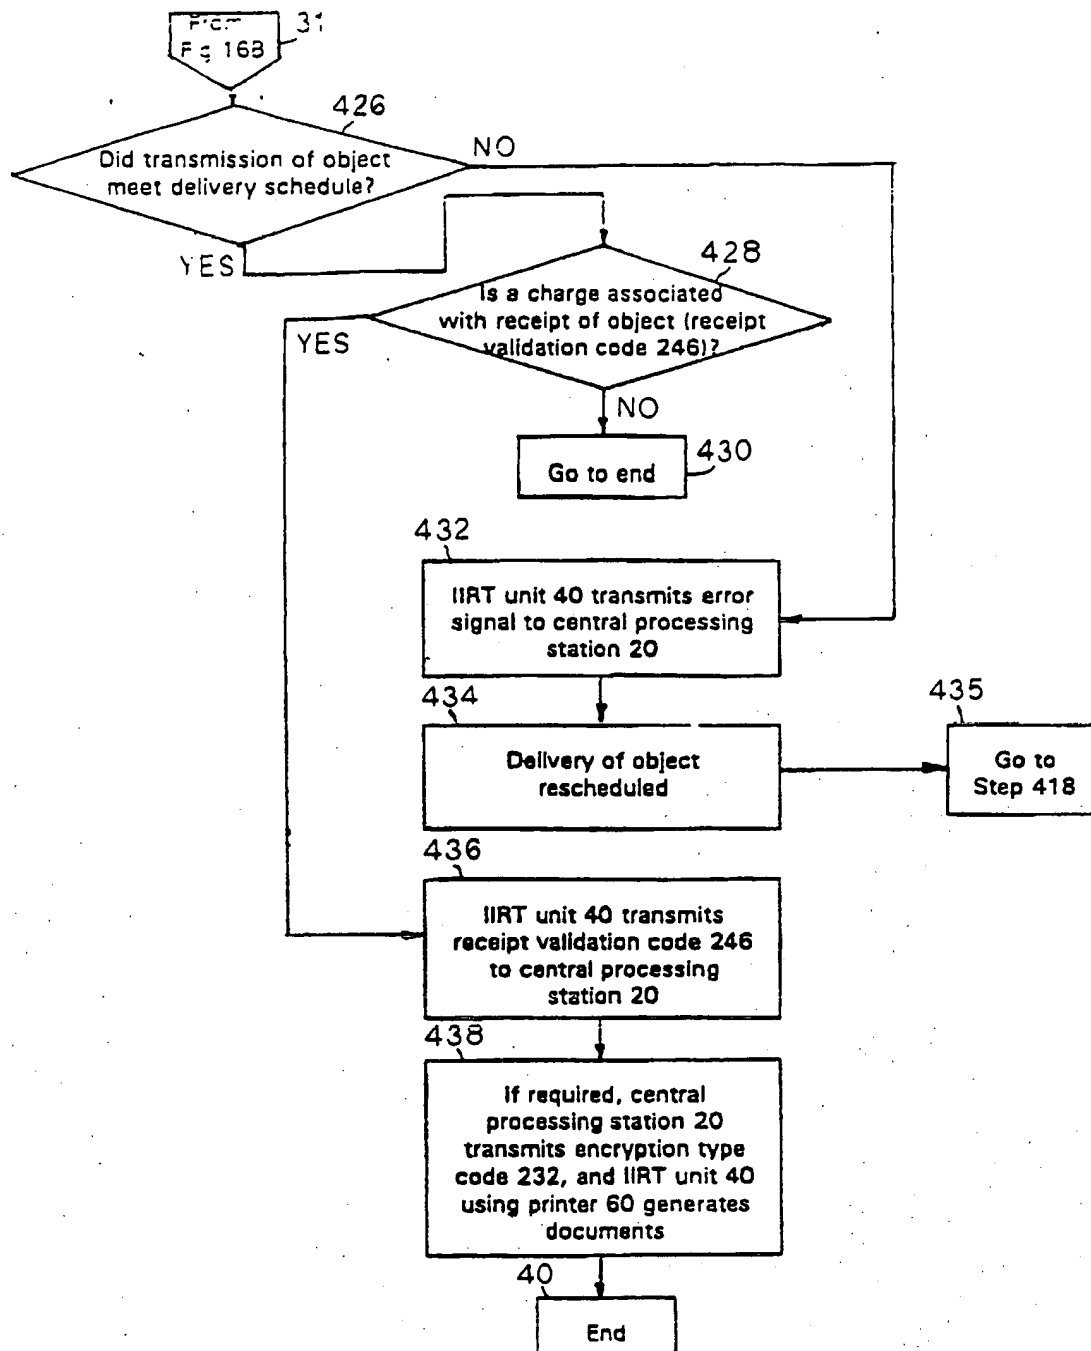 From
Fig 16B
31
426
Did transmission of object
meet delivery schedule?
NO
YES
428
Is a charge associated
with receipt of object (receipt
validation code 246)?
YES
NO
430
Go to end
432
IIRT unit 40 transmits error
signal to central processing
station 20
434
Delivery of object
rescheduled
435
Go to
Step 418
436
IIRT unit 40 transmits
receipt validation code 246
to central processing
station 20
438
If required, central
processing station 20
transmits encryption type
code 232, and IIRT unit 40
using printer 60 generates
documents
40
End